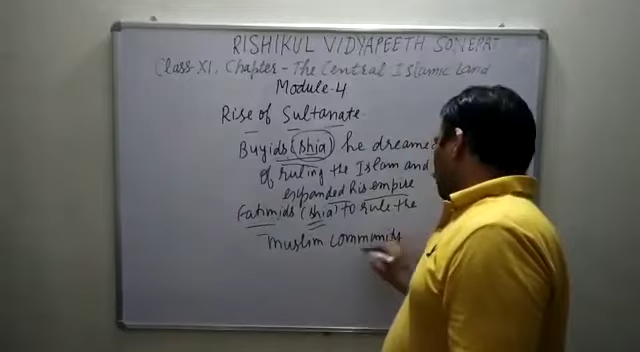 RISHIKUL VIDYAPEETH SONEPAT
Class-XI, Chapter-The Central Islamic Land
Module-4
Rise of Sultanate
Buyids (Shia) he dreamed
of ruling the Islam and
expanded his empire
Fatimids (Shia) to rule the
Muslim community